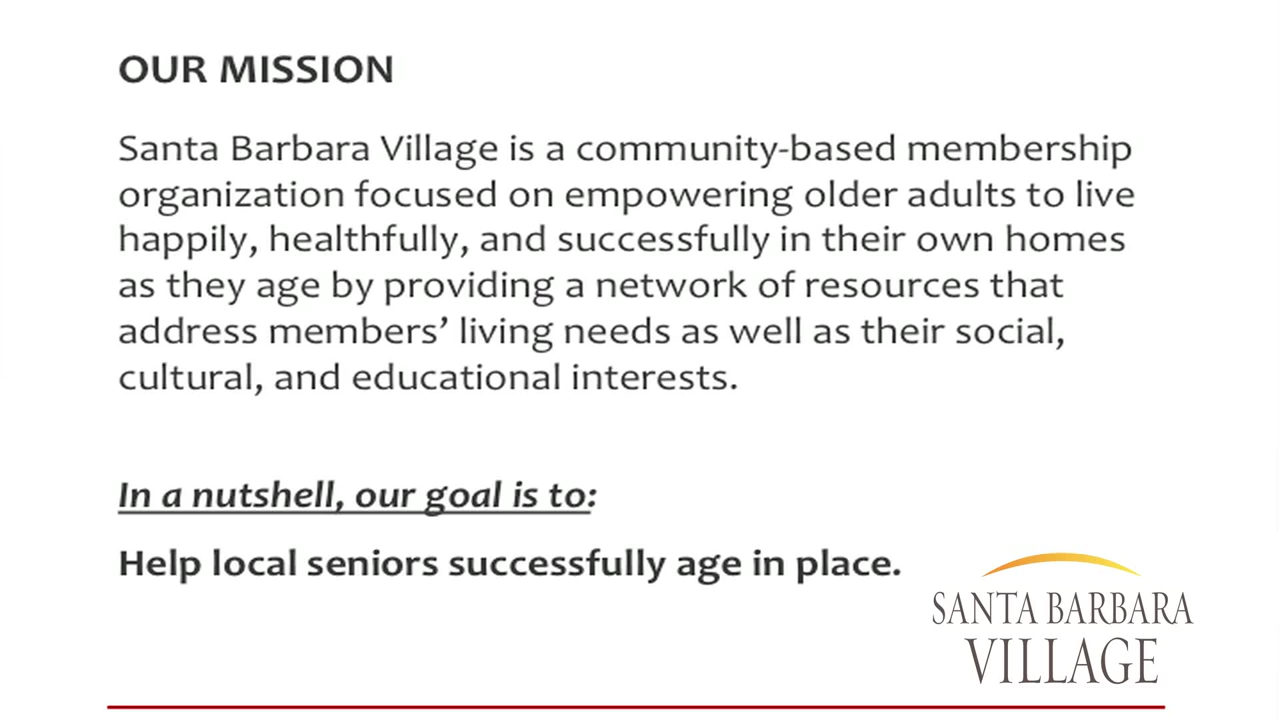 OUR MISSION
Santa Barbara Village is a community-based membership
organization focused on empowering older adults to live
happily, healthfully, and successfully in their own homes
as they age by providing a network of resources that
address members’ living needs as well as their social,
cultural, and educational interests.
In a nutshell, our goal is to:
Help local seniors successfully age in place.
SANTA BARBARA
VILLAGE